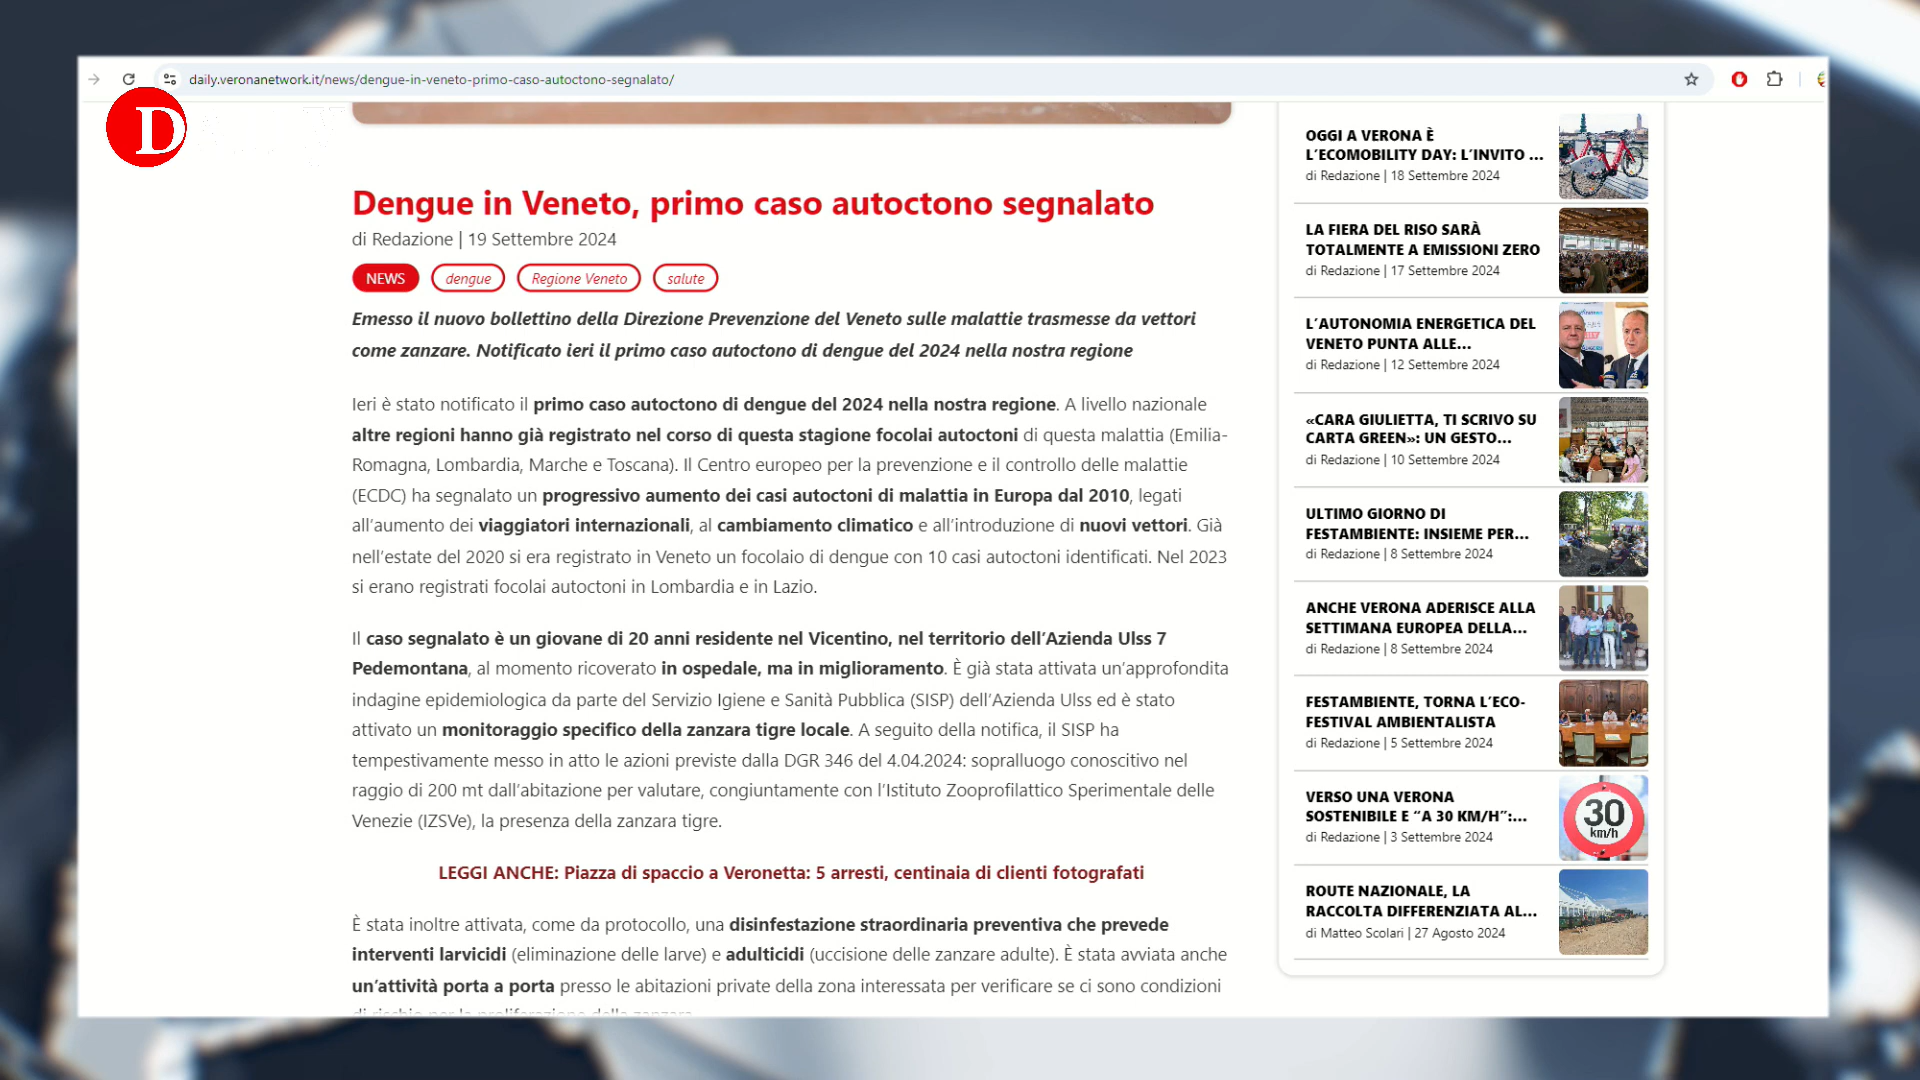 daily.veronanetwork.it/news/dengue-in-veneto-primo-caso-autoctono-segnalato/
D
Dengue in Veneto, primo caso autoctono segnalato
di Redazione | 19 Settembre 2024
NEWS dengue Regione Veneto salute
Emesso il nuovo bollettino della Direzione Prevenzione del Veneto sulle malattie trasmesse da vettori
come zanzare. Notificato ieri il primo caso autoctono di dengue del 2024 nella nostra regione
Ieri è stato notificato il primo caso autoctono di dengue del 2024 nella nostra regione. A livello nazionale
altre regioni hanno già registrato nel corso di questa stagione focolai autoctoni di questa malattia (Emilia-
Romagna, Lombardia, Marche e Toscana). Il Centro europeo per la prevenzione e il controllo delle malattie
(ECDC) ha segnalato un progressivo aumento dei casi autoctoni di malattia in Europa dal 2010, legati
all'aumento dei viaggiatori internazionali, al cambiamento climatico e all'introduzione di nuovi vettori. Già
nell'estate del 2020 si era registrato in Veneto un focolaio di dengue con 10 casi autoctoni identificati. Nel 2023
si erano registrati focolai autoctoni in Lombardia e in Lazio.
Il caso segnalato è un giovane di 20 anni residente nel Vicentino, nel territorio dell'Azienda Ulss 7
Pedemontana, al momento ricoverato in ospedale, ma in miglioramento. È già stata attivata un'approfondita
indagine epidemiologica da parte del Servizio Igiene e Sanità Pubblica (SISP) dell'Azienda Ulss ed è stato
attivato un monitoraggio specifico della zanzara tigre locale. A seguito della notifica, il SISP ha
tempestivamente messo in atto le azioni previste dalla DGR 346 del 4.04.2024: sopralluogo conoscitivo nel
raggio di 200 mt dall'abitazione per valutare, congiuntamente con l'Istituto Zooprofilattico Sperimentale delle
Venezie (IZSVe), la presenza della zanzara tigre.
LEGGI ANCHE: Piazza di spaccio a Veronetta: 5 arresti, centinaia di clienti fotografati
È stata inoltre attivata, come da protocollo, una disinfestazione straordinaria preventiva che prevede
interventi larvicidi (eliminazione delle larve) e adulticidi (uccisione delle zanzare adulte). È stata avviata anche
un'attività porta a porta presso le abitazioni private della zona interessata per verificare se ci sono condizioni
di rischio per la proliferazione della zanzara.
OGGI A VERONA È
L'ECOMOBILITY DAY: L'INVITO ...
di Redazione | 18 Settembre 2024
LA FIERA DEL RISO SARÀ
TOTALMENTE A EMISSIONI ZERO
di Redazione | 17 Settembre 2024
L'AUTONOMIA ENERGETICA DEL
VENETO PUNTA ALLE...
di Redazione | 12 Settembre 2024
«CARA GIULIETTA, TI SCRIVO SU
CARTA GREEN»: UN GESTO...
di Redazione | 10 Settembre 2024
ULTIMO GIORNO DI
FESTAMBIENTE: INSIEME PER...
di Redazione | 8 Settembre 2024
ANCHE VERONA ADERISCE ALLA
SETTIMANA EUROPEA DELLA...
di Redazione | 8 Settembre 2024
FESTAMBIENTE, TORNA L'ECO-
FESTIVAL AMBIENTALISTA
di Redazione | 5 Settembre 2024
VERSO UNA VERONA
SOSTENIBILE E "A 30 KM/H":...
di Redazione | 3 Settembre 2024
30
km/h
ROUTE NAZIONALE, LA
RACCOLTA DIFFERENZIATA AL...
di Matteo Scolari | 27 Agosto 2024